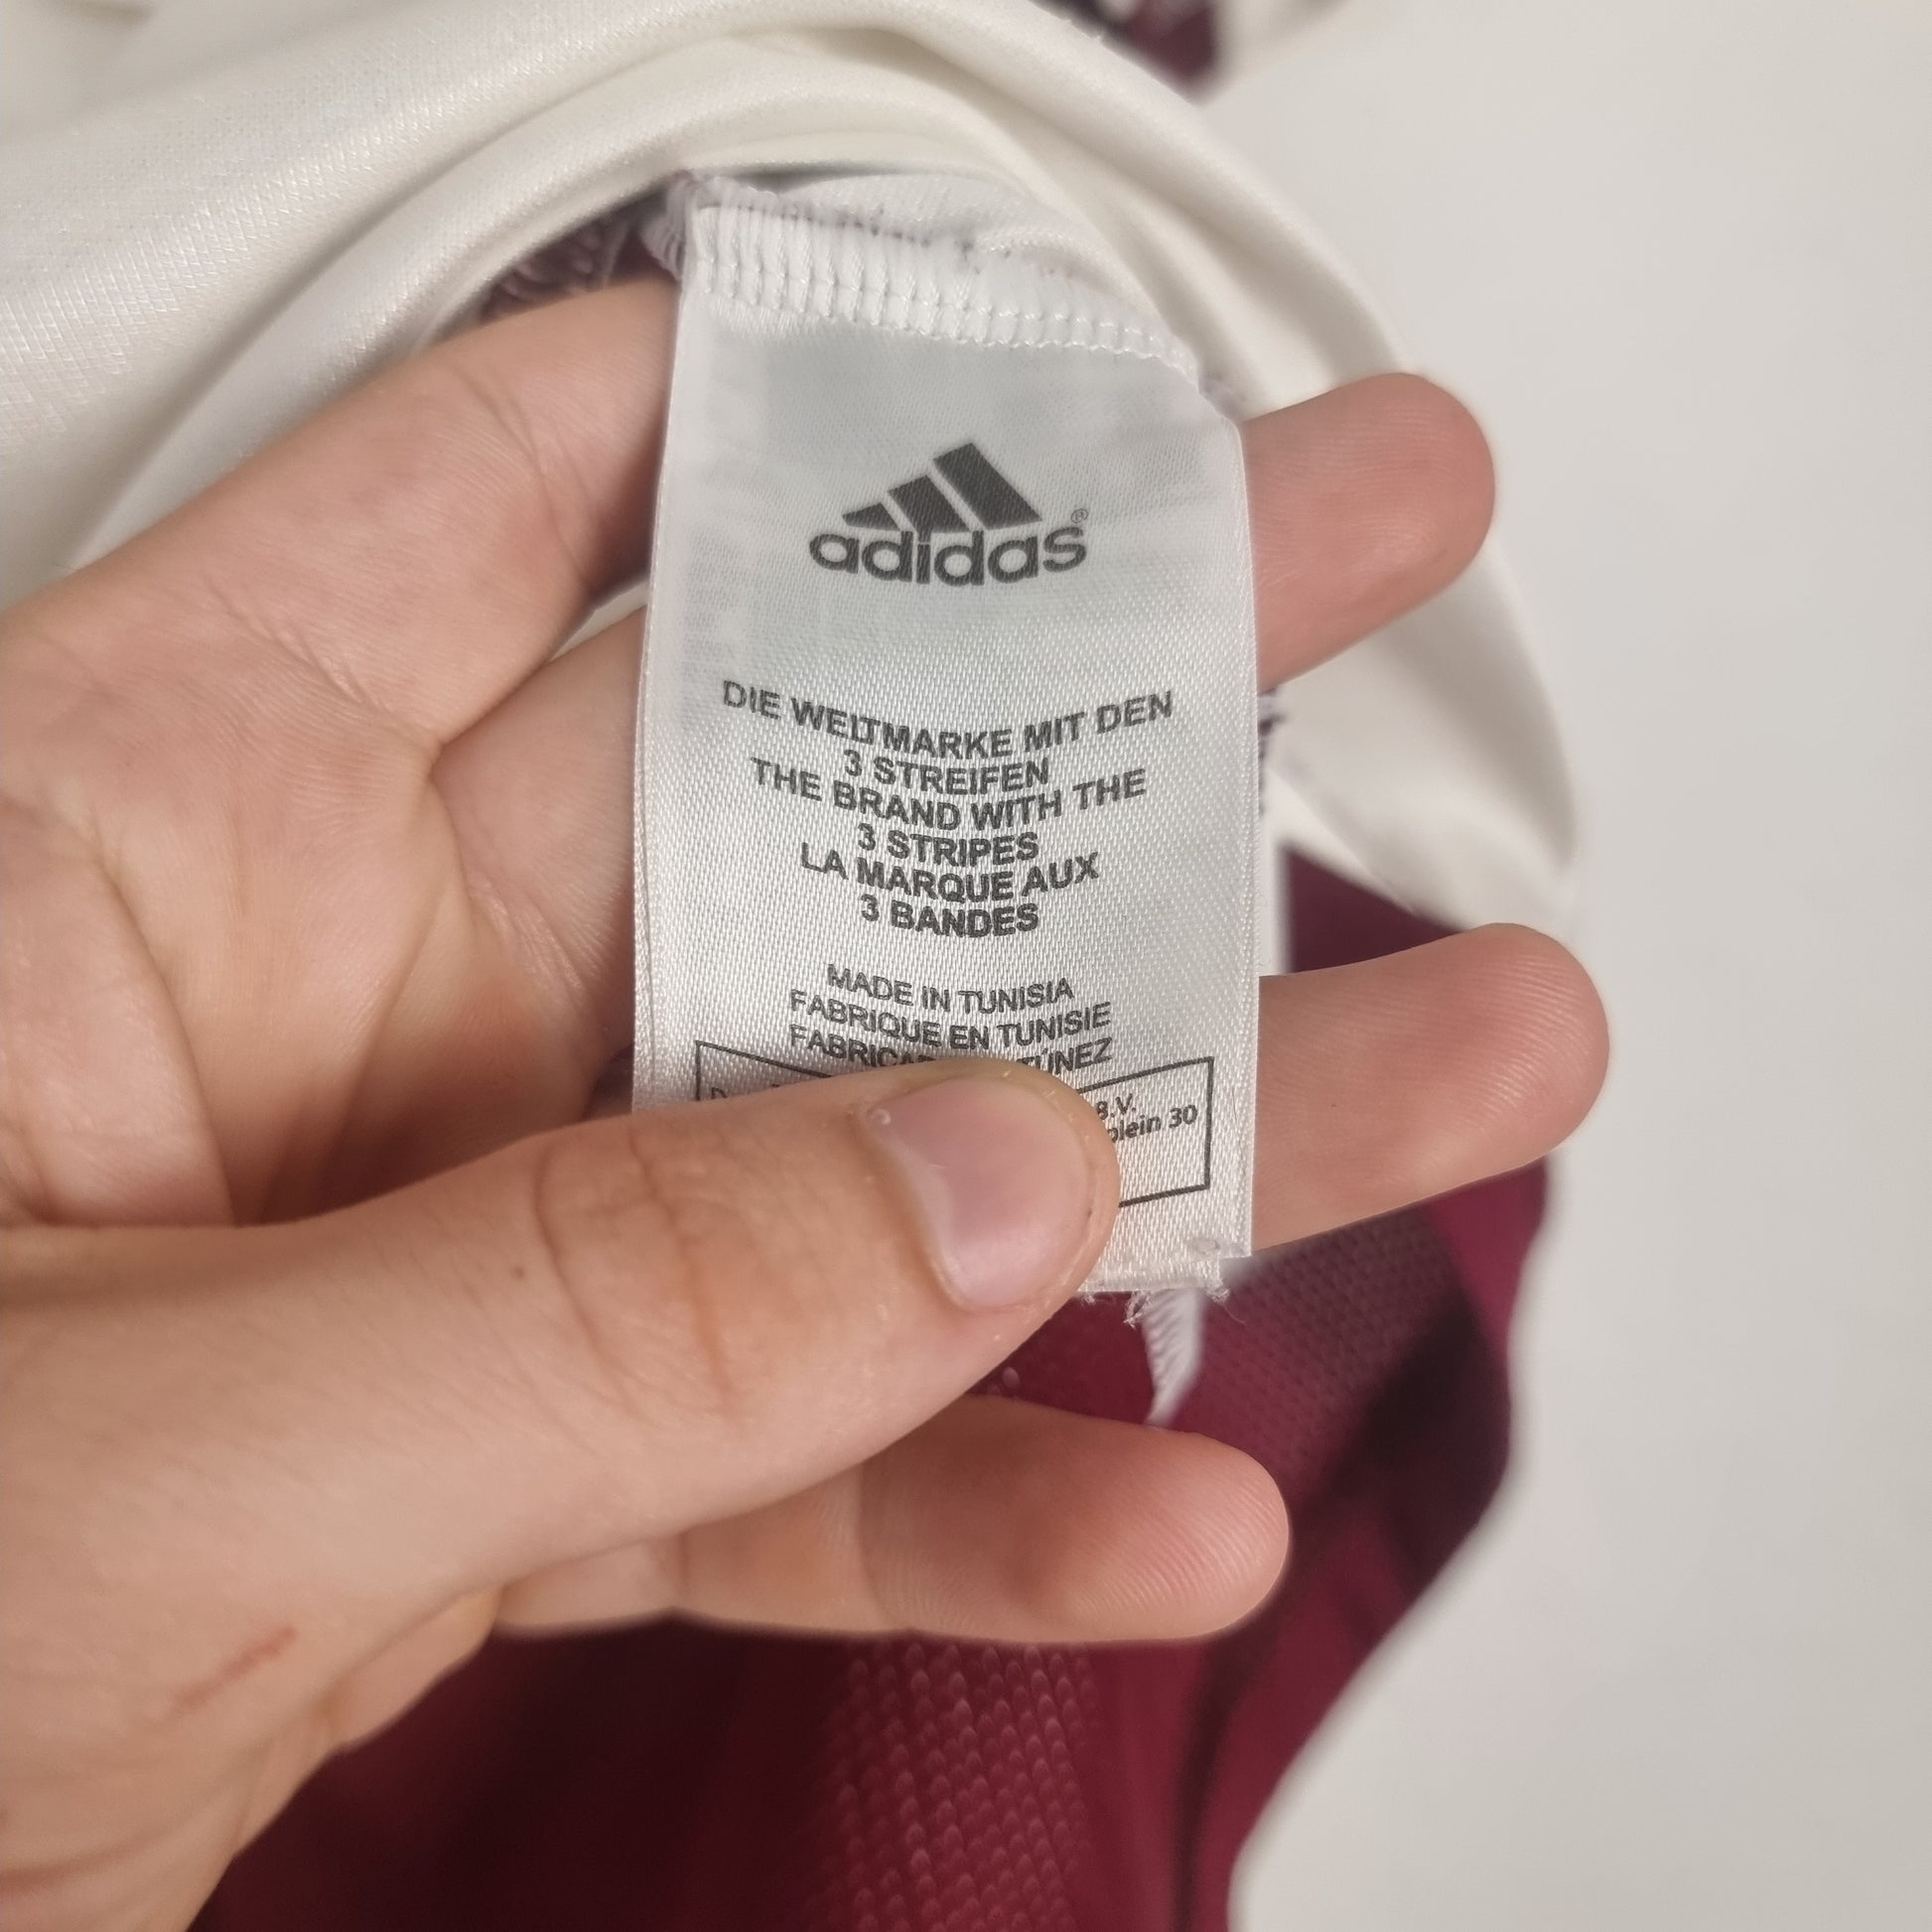 adidas®
DIE WELTMARKE MIT DEN
3 STREIFEN
THE BRAND WITH THE
3 STRIPES
LA MARQUE AUX
3 BANDES
MADE IN TUNISIA
FABRIQUE EN TUNISIE
B.V.
30